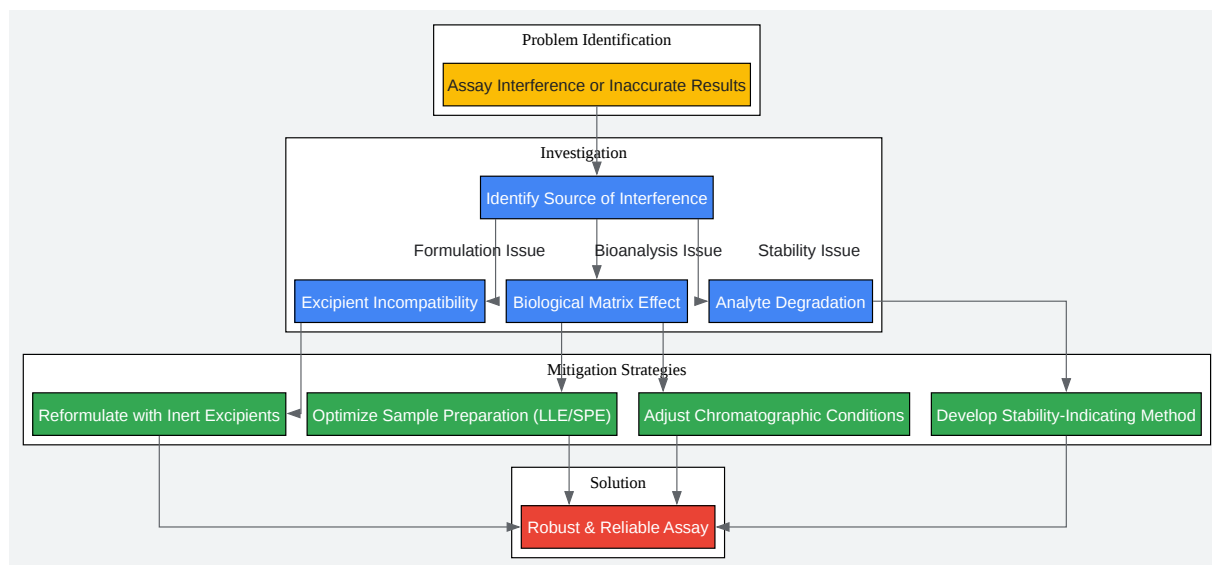 Problem Identification
Assay Interference or Inaccurate Results
Investigation
Identify Source of Interference
Formulation Issue
Bioanalysis Issue
Stability Issue
Excipient Incompatibility
Biological Matrix Effect
Analyte Degradation
Mitigation Strategies
Reformulate with Inert Excipients
Optimize Sample Preparation (LLE/SPE)
Adjust Chromatographic Conditions
Develop Stability-Indicating Method
Solution
Robust & Reliable Assay